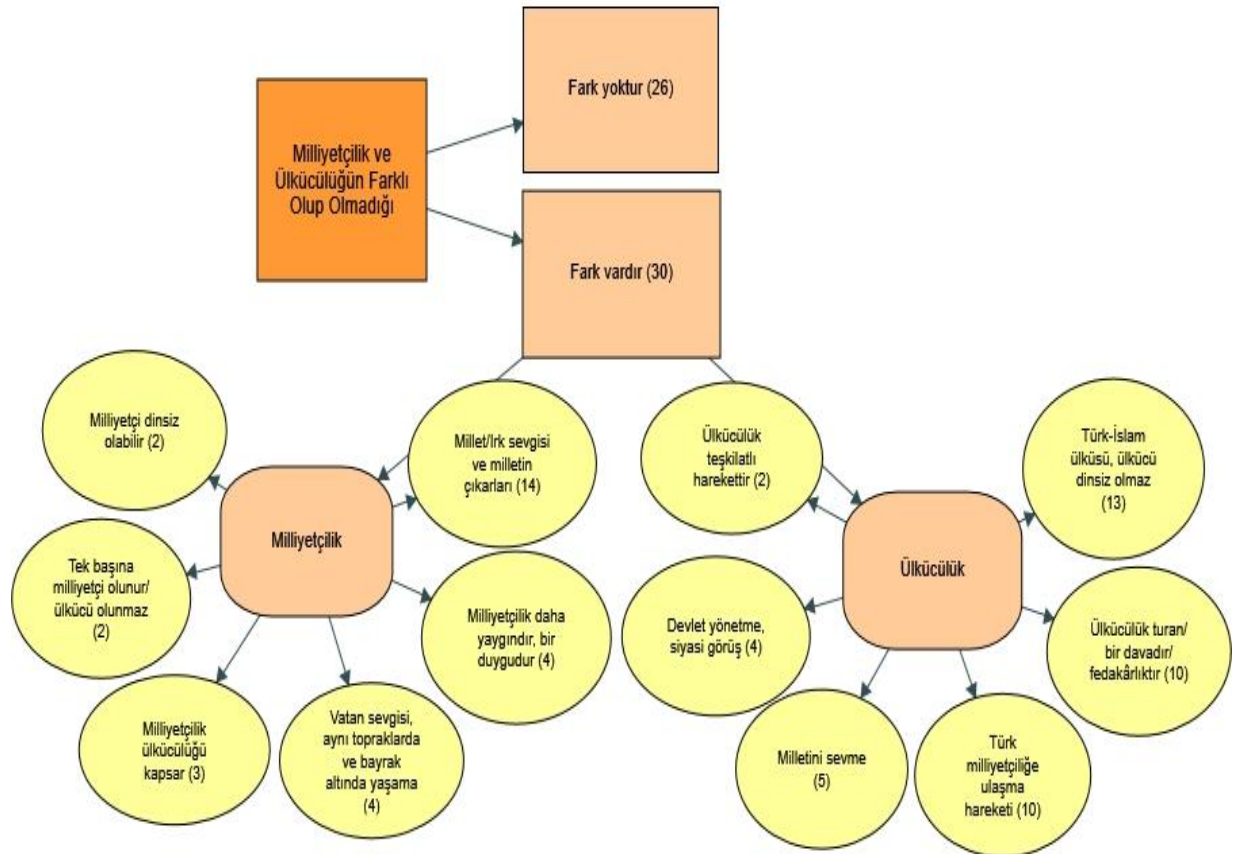 Fark yoktur (26)
Milliyetçilik ve
Ülkücülüğün Farklı
Olup Olmadığı
Fark vardır (30)
Milliyetçi dinsiz
olabilir (2)
Millet/Irk sevgisi
ve milletin
çıkarları (14)
Ülkücülük
teşkilatlı
harekettir (2)
Türk-İslam
ülküsü, ülkücü
dinsiz olmaz
(13)
Milliyetçilik
Ülkücülük
Tek başına
milliyetçi olunur/
ülkücü olunmaz
(2)
Milliyetçilik daha
yaygındır, bir
duygudur (4)
Devlet yönetme,
siyasi görüş (4)
Ülkücülük turan/
bir davadır/
fedakârlıktır (10)
Milliyetçilik
ülkücülüğü
kapsar (3)
Vatan sevgisi,
aynı topraklarda
ve bayrak
altında yaşama
(4)
Milletini sevme
(5)
Türk
milliyetçiliğe
ulaşma
hareketi (10)